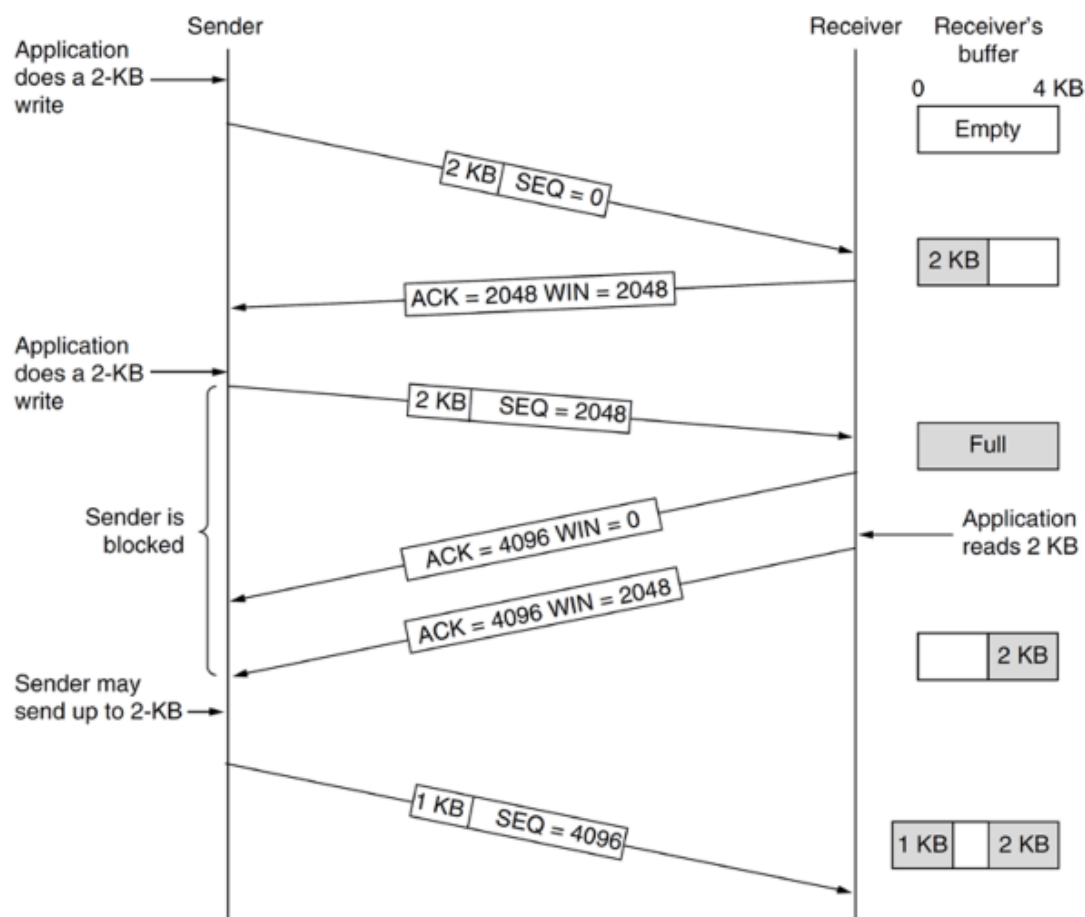 Sender
Receiver
Receiver's
buffer
Application
does a 2-KB
write
0
4 KB
Empty
2 KB
SEQ = 0
2 KB
ACK = 2048 WIN = 2048
Application
does a 2-KB
write
2 KB
SEQ = 2048
Full
Sender is
blocked
ACK = 4096 WIN = 0
Application
reads 2 KB
ACK = 4096 WIN = 2048
2 KB
Sender may
send up to 2-KB
1 KB
SEQ = 4096
1 KB
2 KB